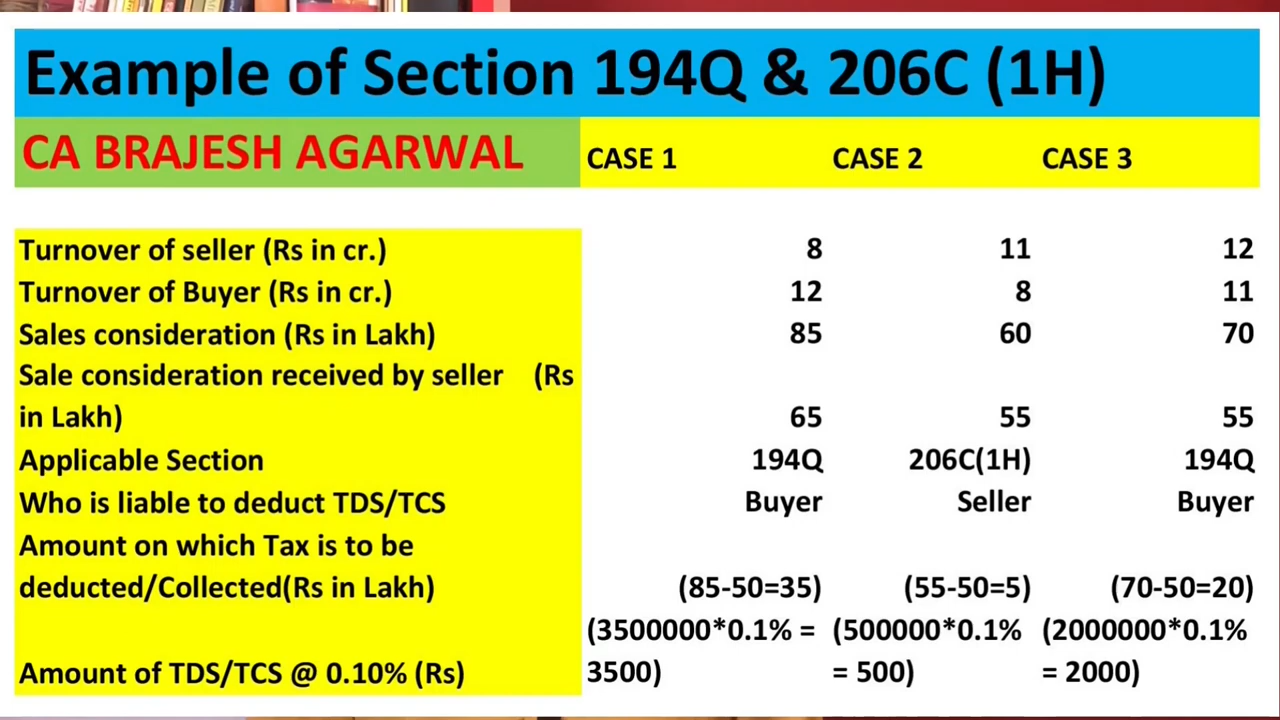 Example of Section 194Q & 206C (1H)
CA BRAJESH AGARWAL CASE 1 CASE 2 CASE 3
Turnover of seller (Rs in cr.) 8 11 12
Turnover of Buyer (Rs in cr.) 12 8 11
Sales consideration (Rs in Lakh) 85 60 70
Sale consideration received by seller (Rs
in Lakh) 65 55 55
Applicable Section 194Q 206C(1H) 194Q
Who is liable to deduct TDS/TCS Buyer Seller Buyer
Amount on which Tax is to be
deducted/Collected(Rs in Lakh) (85-50=35) (55-50=5) (70-50=20)
(3500000*0.1% = (500000*0.1% (2000000*0.1%
Amount of TDS/TCS @ 0.10% (Rs) 3500) = 500) = 2000)